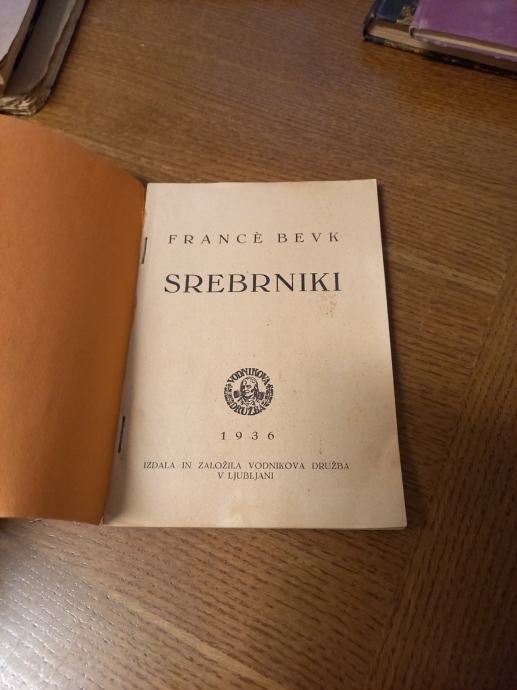 FRANCÈ BEVK
SREBRNIKI
VODNIKOVA
DRUŽBA
1936
IZDALA IN ZALOŽILA VODNIKOVA DRUŽBA
V LJUBLJANI